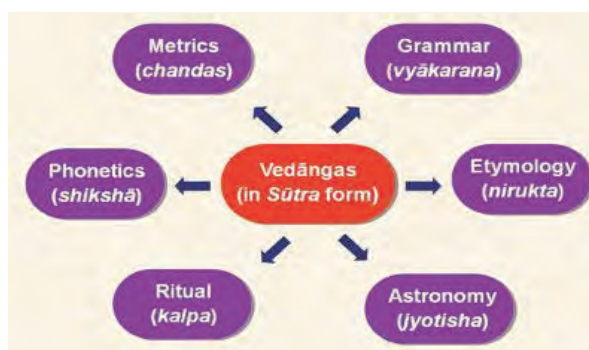 Metrics
(chandas)
Grammar
(vyākarana)
Phonetics
(shikshā)
Vedāngas
(in Sūtra form)
Etymology
(nirukta)
Ritual
(kalpa)
Astronomy
(jyotisha)